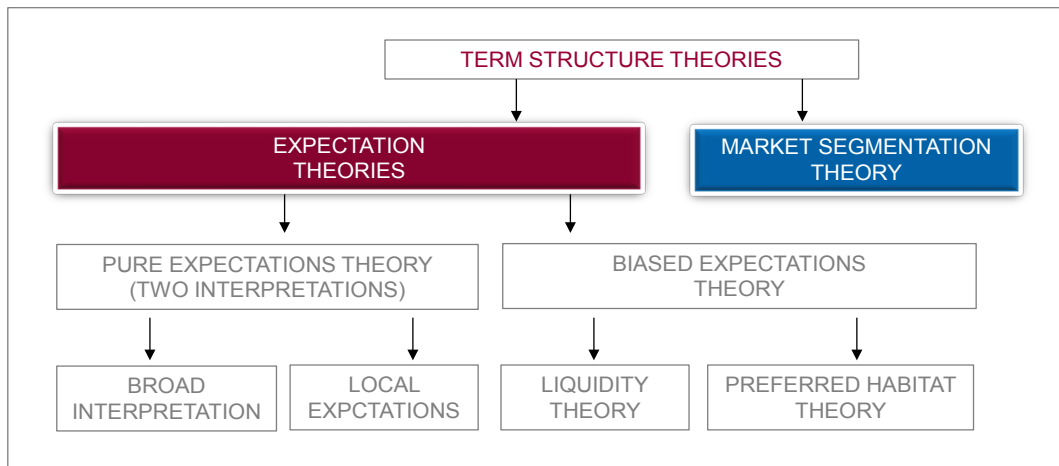 TERM STRUCTURE THEORIES
EXPECTATION
THEORIES
MARKET SEGMENTATION
THEORY
PURE EXPECTATIONS THEORY
(TWO INTERPRETATIONS)
BIASED EXPECTATIONS
THEORY
BROAD
INTERPRETATION
LOCAL
EXPCTATIONS
LIQUIDITY
THEORY
PREFERRED HABITAT
THEORY